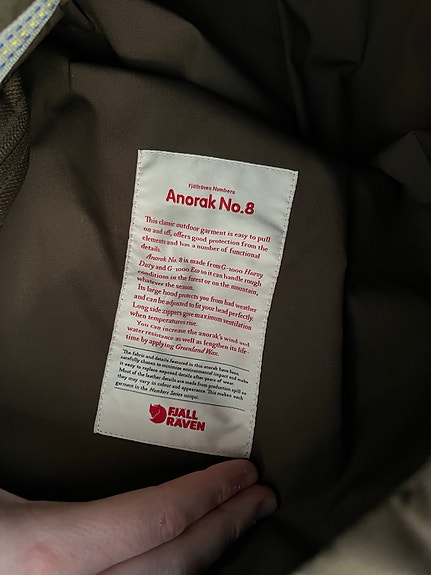 Fjällräven Numbers
Anorak No.8
This classic outdoor garment is easy to pull
on and off, offers good protection from the
elements and has a number of functional
details.
Anorak No. 8 is made from G-1000 Heavy
Duty and G-1000 Eco so it can handle rough
conditions in the forest or on the mountain,
whatever the season.
Its large hood protects you from bad weather
and can be adjusted to fit your head perfectly.
Long side zippers give maximum ventilation
when temperatures rise.
You can increase the anorak's wind and
water resistance as well as lengthen its life-
time by applying Greenland Wax.
The fabric and details featured in this anorak have been
carefully chosen to minimize environmental impact and make
it easy to replace exposed details after years of wear.
Most of the leather details are made from production spill so
they may vary in colour and appearance. This makes each
garment in the Numbers Series unique.
FJÄLL
RÄVEN